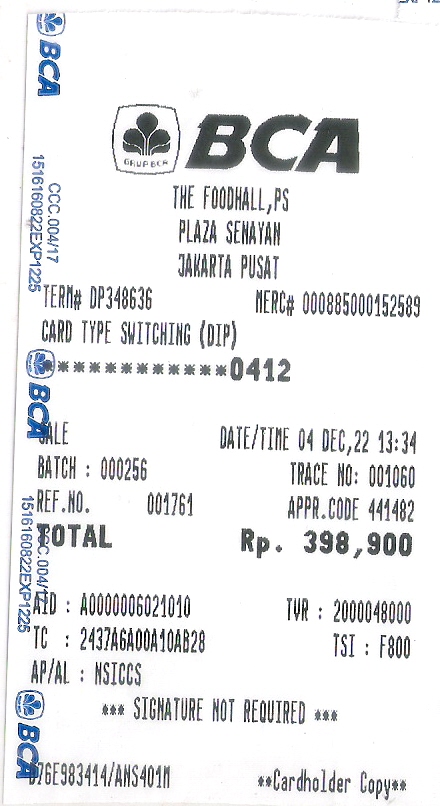 BCA
GRUP BCA
BCA
THE FOODHALL,PS
PLAZA SENAYAN
JAKARTA PUSAT
CCC.004/17
1516160822EXP1225
TERM# DP348636 MERC# 000885000152589
CARD TYPE SWITCHING (DIP)
************0412
BCA
SALE DATE/TIME 04 DEC,22 13:34
BATCH : 000256 TRACE NO: 001060
REF.NO. 001761 APPR.CODE 441482
TOTAL Rp. 398,900
CCC.004/17
1516160822EXP1225
AID : A0000006021010 TVR : 2000048000
TC : 2437A6A00A10AB28 TSI : F800
AP/AL : NSICCS
*** SIGNATURE NOT REQUIRED ***
BCA
076E983414/ANS401M **Cardholder Copy**